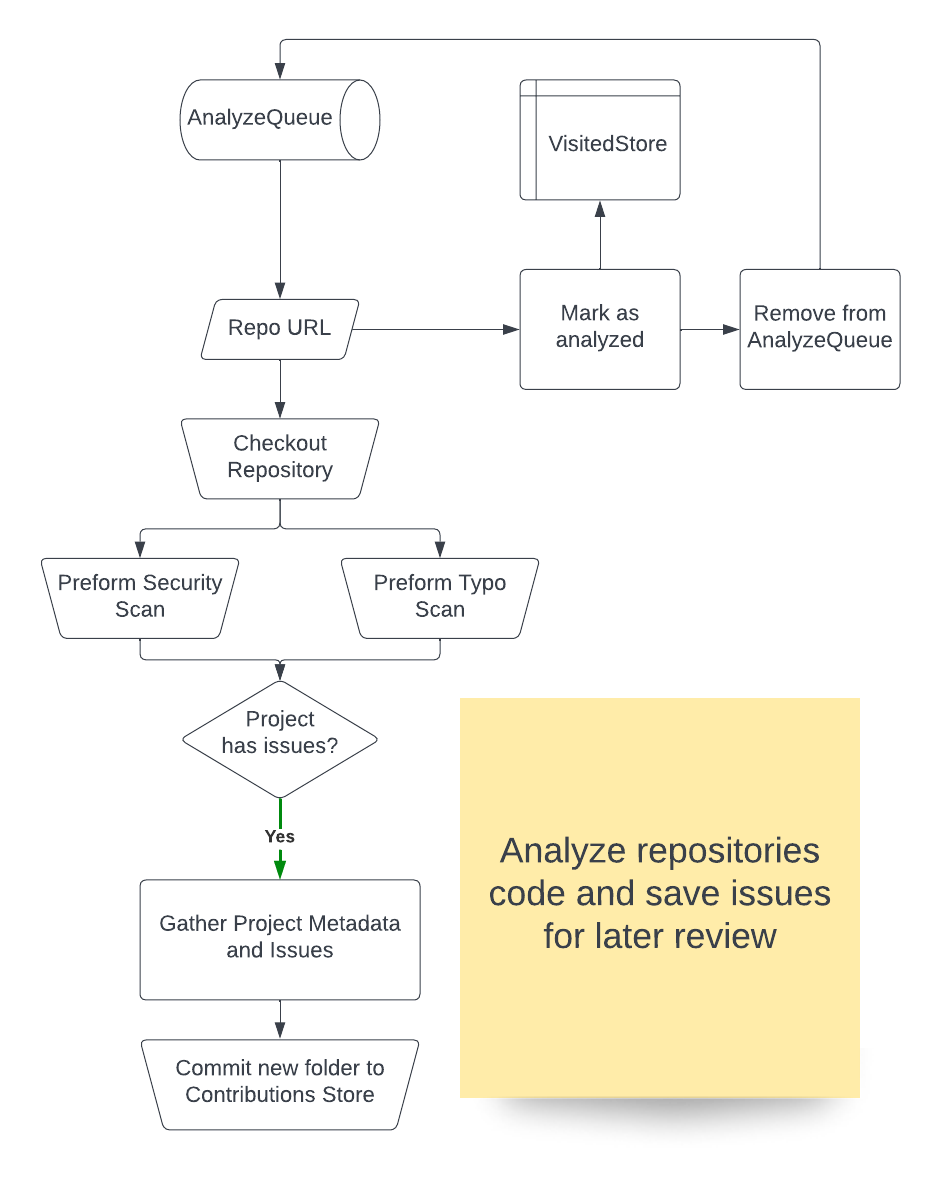 AnalyzeQueue
VisitedStore
Repo URL
Mark as
analyzed
Remove from
AnalyzeQueue
Checkout
Repository
Preform Security
Scan
Preform Typo
Scan
Project
has issues?
Yes
Gather Project Metadata
and Issues
Commit new folder to
Contributions Store
Analyze repositories
code and save issues
for later review